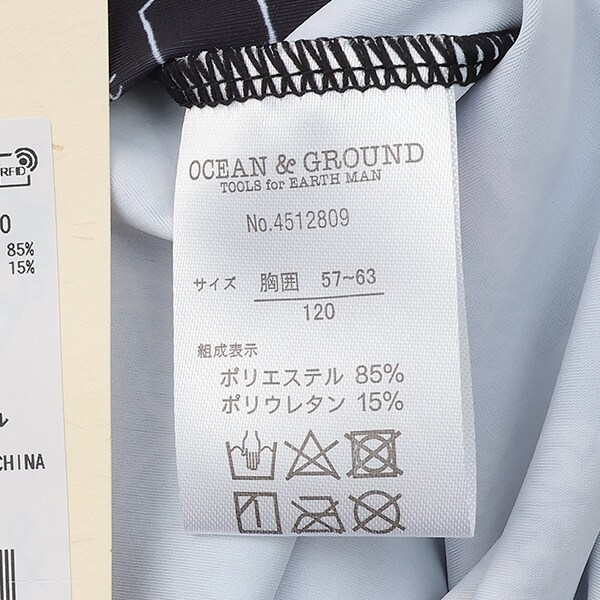 OCEAN & GROUND
TOOLS for EARTH MAN
No.4512809
サイズ 胸囲 57~63
120
組成表示
ポリエステル 85%
ポリウレタン 15%
RFID
0
85%
15%
ル
CHINA